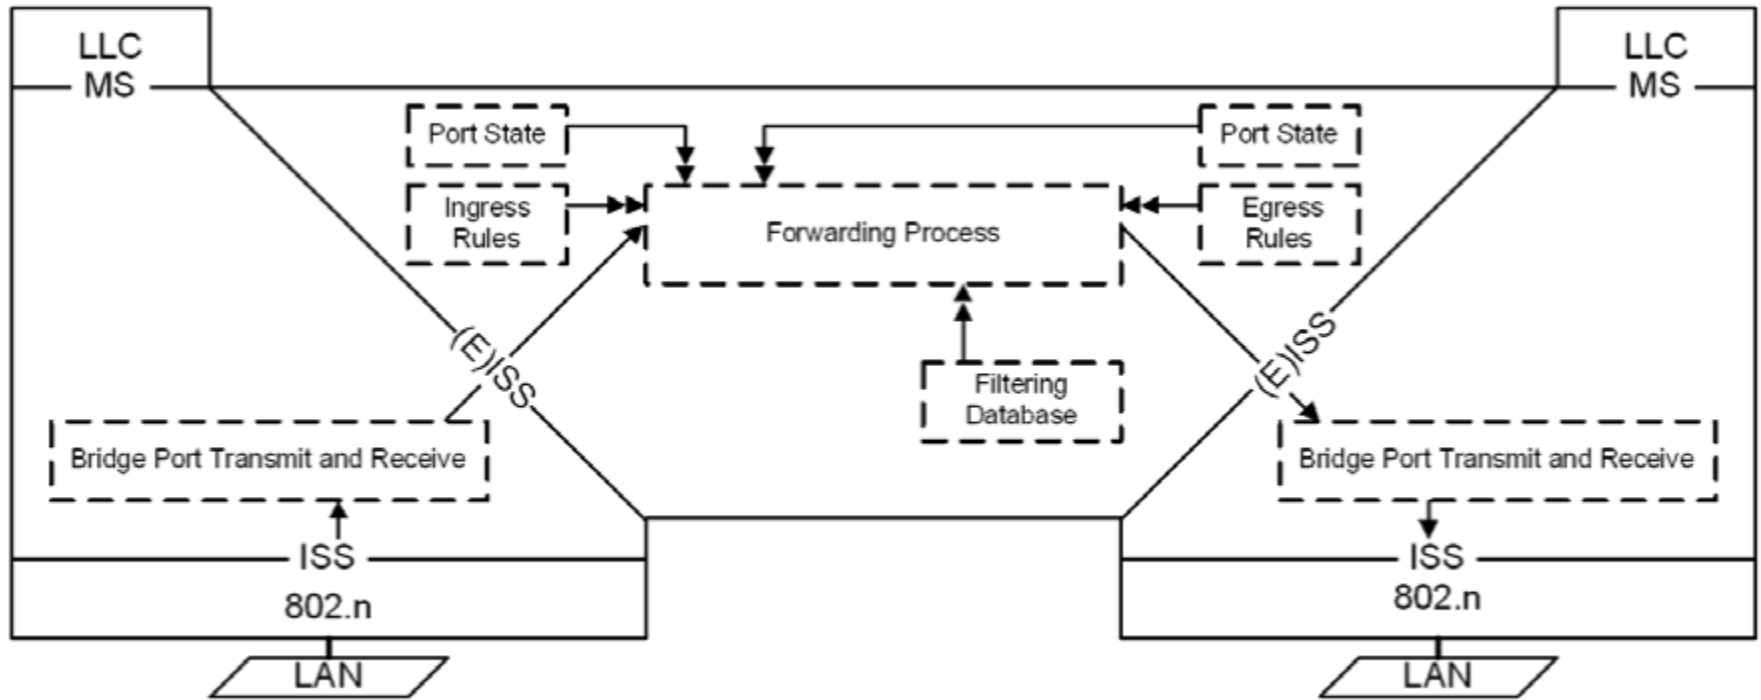 LLC
MS
LLC
MS
Port State
Port State
Ingress
Rules
Forwarding Process
Egress
Rules
(E)ISS
(E)ISS
Filtering
Database
Bridge Port Transmit and Receive
Bridge Port Transmit and Receive
ISS
802.n
ISS
802.n
LAN
LAN